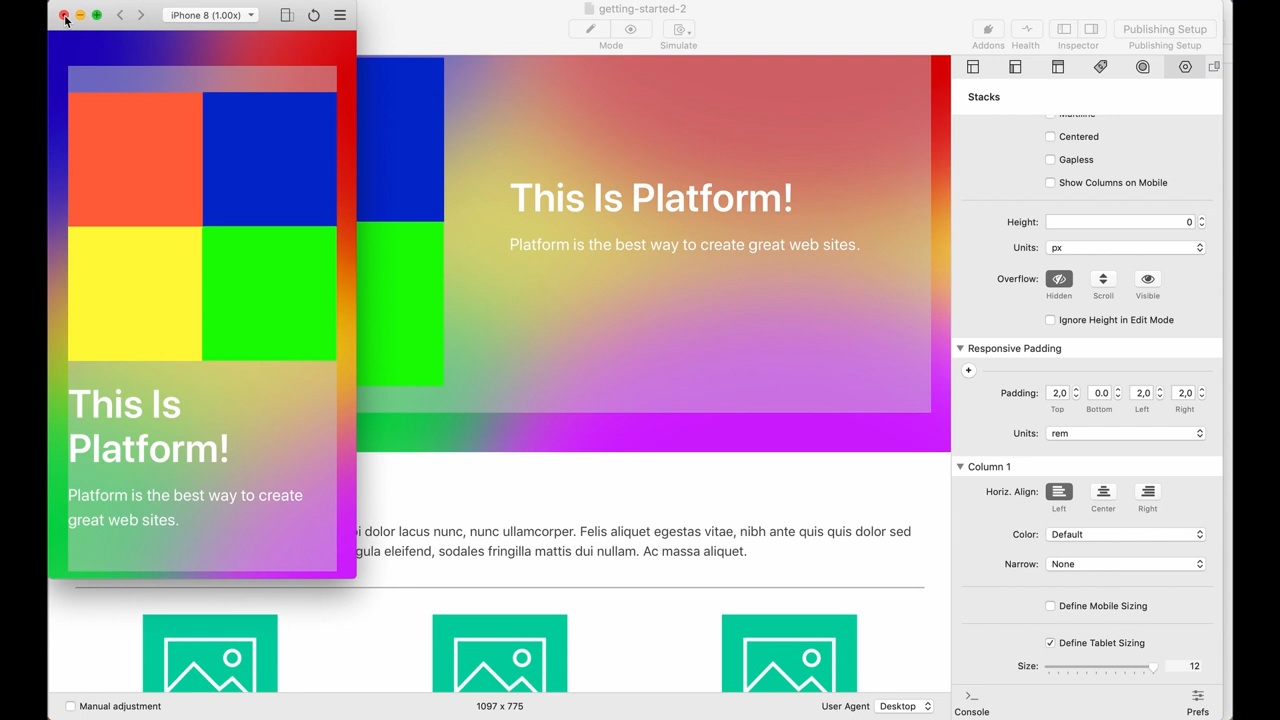 iPhone 8 (1.00x)
getting-started-2
Mode
Simulate
Addons
Health
Inspector
Publishing Setup
Publishing Setup
Stacks
Multiline
Centered
Gapless
Show Columns on Mobile
Height: 0
Units: px
Overflow:
Hidden
Scroll
Visible
Ignore Height in Edit Mode
Responsive Padding
Padding: 2,0 0.0 2,0 2,0
Top Bottom Left Right
Units: rem
Column 1
Horiz. Align:
Left
Center
Right
Color: Default
Narrow: None
Define Mobile Sizing
Define Tablet Sizing
Size: 12
Console
Prefs
This Is
Platform!
Platform is the best way to create
great web sites.
This Is Platform!
Platform is the best way to create great web sites.
dolor lacus nunc, nunc ullamcorper. Felis aliquet egestas vitae, nibh ante quis quis dolor sed
eleifend, sodales fringilla mattis dui nullam. Ac massa aliquet.
Manual adjustment
1097 x 775
User Agent Desktop